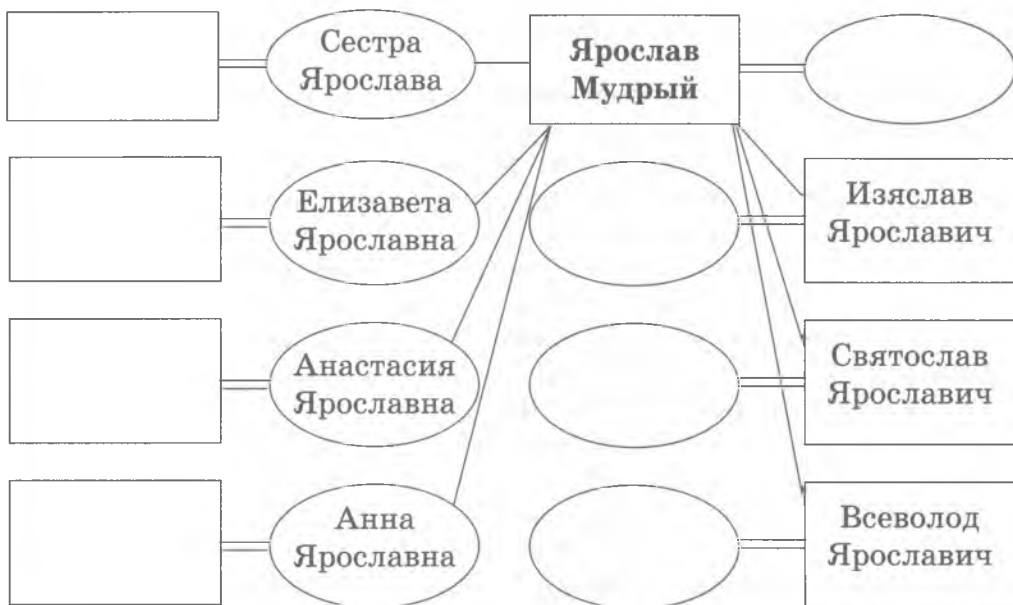 Сестра
Ярослава
Ярослав
Мудрый
Елизавета
Ярославна
Изяслав
Ярославич
Анастасия
Ярославна
Святослав
Ярославич
Анна
Ярославна
Всеволод
Ярославич